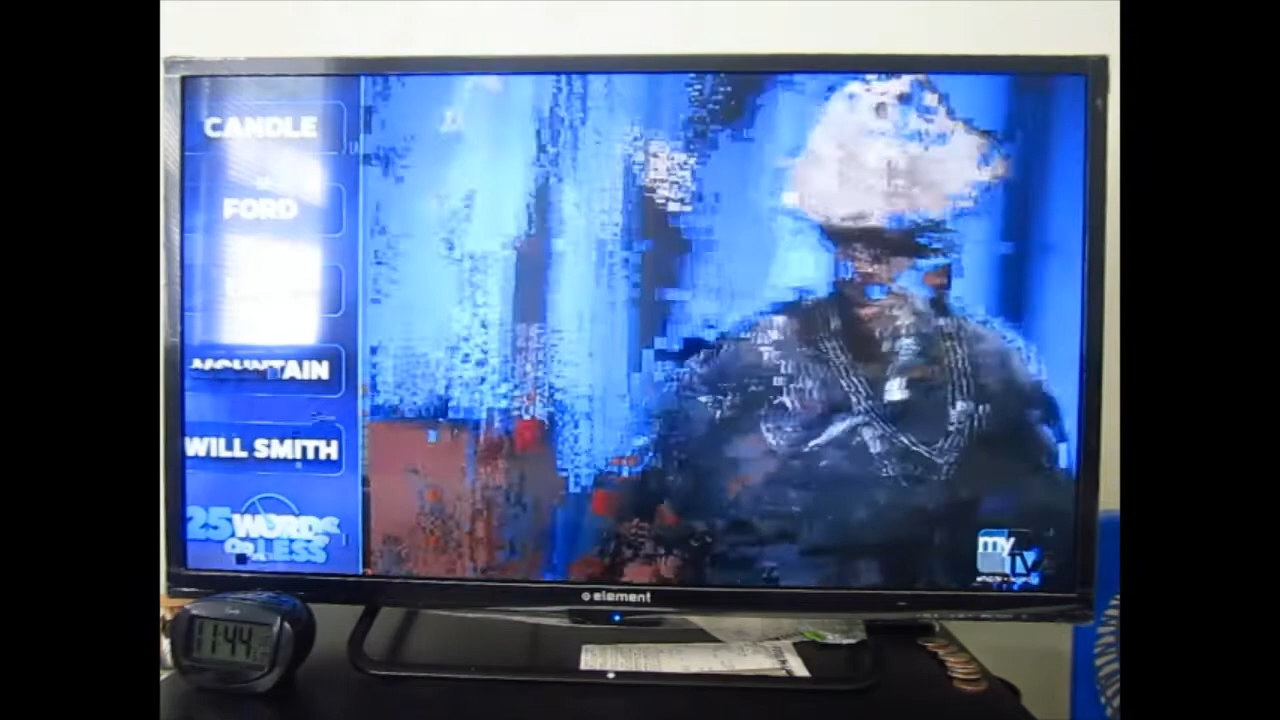 CANDLE
FORD
MOUNTAIN
WILL SMITH
25 WORDS
OR LESS
my
TV
element
11:44